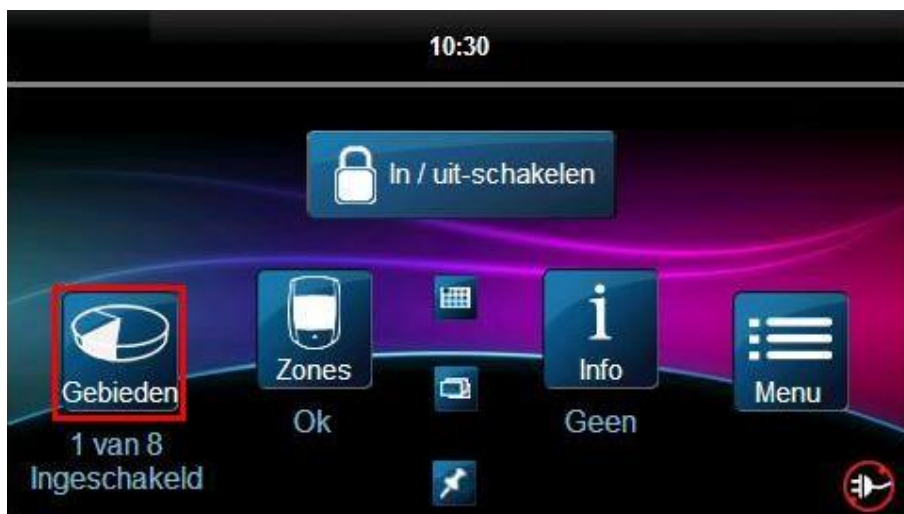 10:30
In / uit-schakelen
Gebieden
Zones
Info
Menu
1 van 8
Ingeschakeld
Ok
Geen